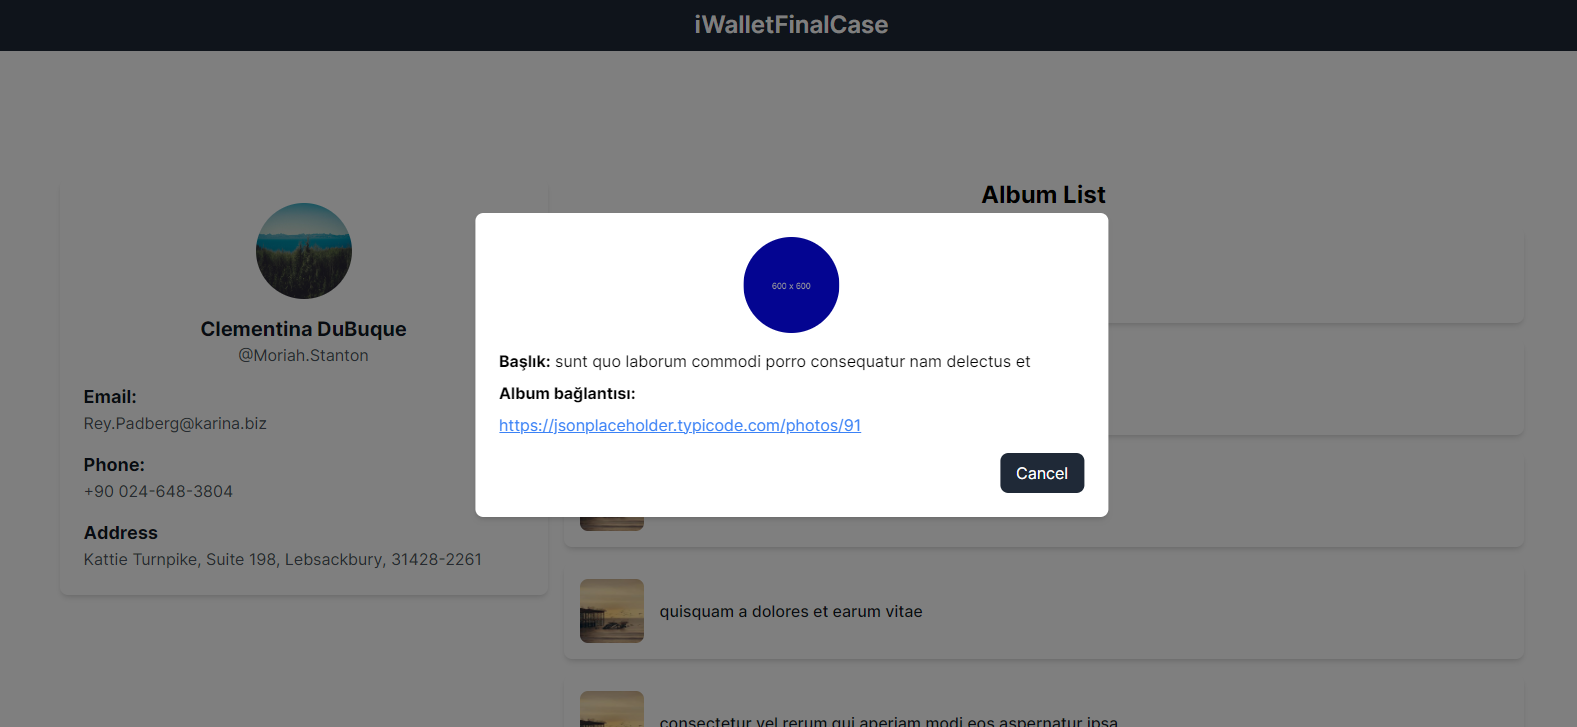 iWalletFinalCase
Clementina DuBuque
@Moriah.Stanton
Email:
Rey.Padberg@karina.biz
Phone:
+90 024-648-3804
Address
Kattie Turnpike, Suite 198, Lebsackbury, 31428-2261
Album List
600 x 600
Başlık: sunt quo laborum commodi porro consequatur nam delectus et
Album bağlantısı:
https://jsonplaceholder.typicode.com/photos/91
Cancel
quisquam a dolores et earum vitae
consectetur vel rerum qui aperiam modi eos aspernatur ipsa